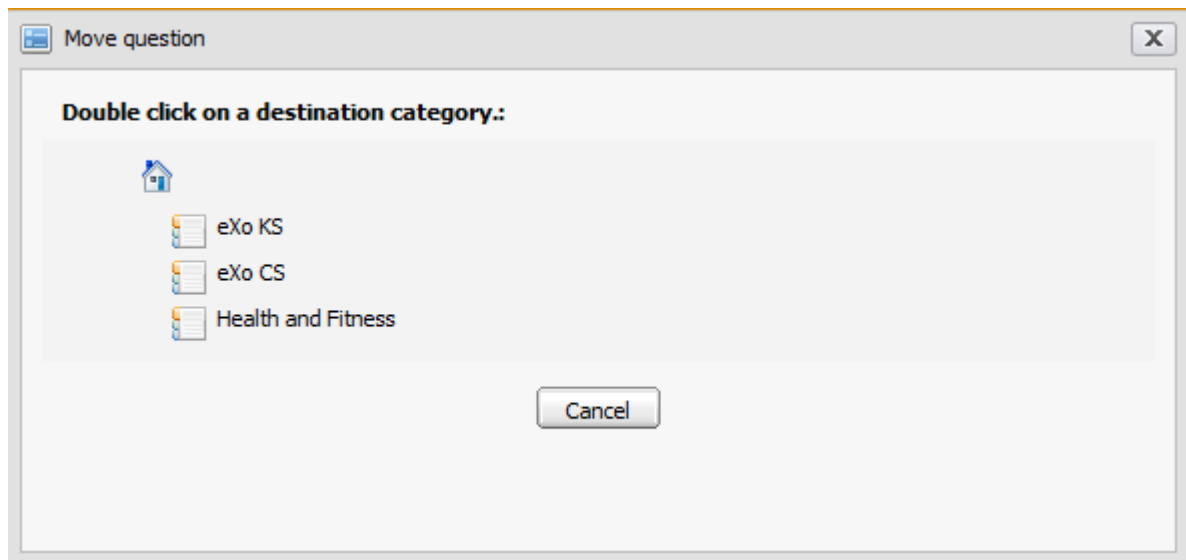 Move question
X
Double click on a destination category.:
eXo KS
eXo CS
Health and Fitness
Cancel